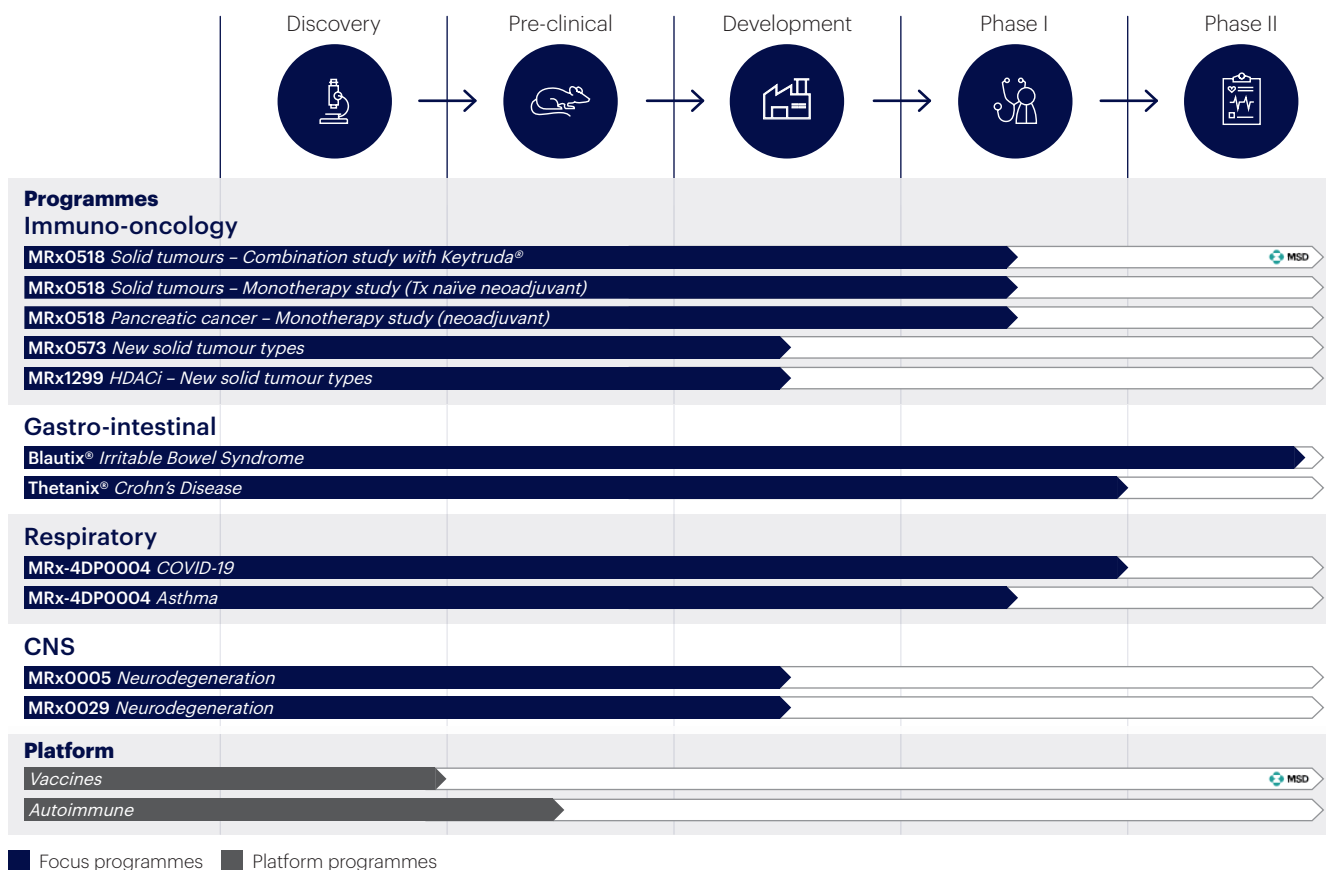 Discovery
Pre-clinical
Development
Phase I
Phase II
Programmes
Immuno-oncology
MRx0518 Solid tumours – Combination study with Keytruda®
MSD
MRx0518 Solid tumours – Monotherapy study (Tx naïve neoadjuvant)
MRx0518 Pancreatic cancer – Monotherapy study (neoadjuvant)
MRx0573 New solid tumour types
MRx1299 HDACi – New solid tumour types
Gastro-intestinal
Blautix® Irritable Bowel Syndrome
Thetanix® Crohn’s Disease
Respiratory
MRx-4DP0004 COVID-19
MRx-4DP0004 Asthma
CNS
MRx0005 Neurodegeneration
MRx0029 Neurodegeneration
Platform
Vaccines
MSD
Autoimmune
Focus programmes
Platform programmes